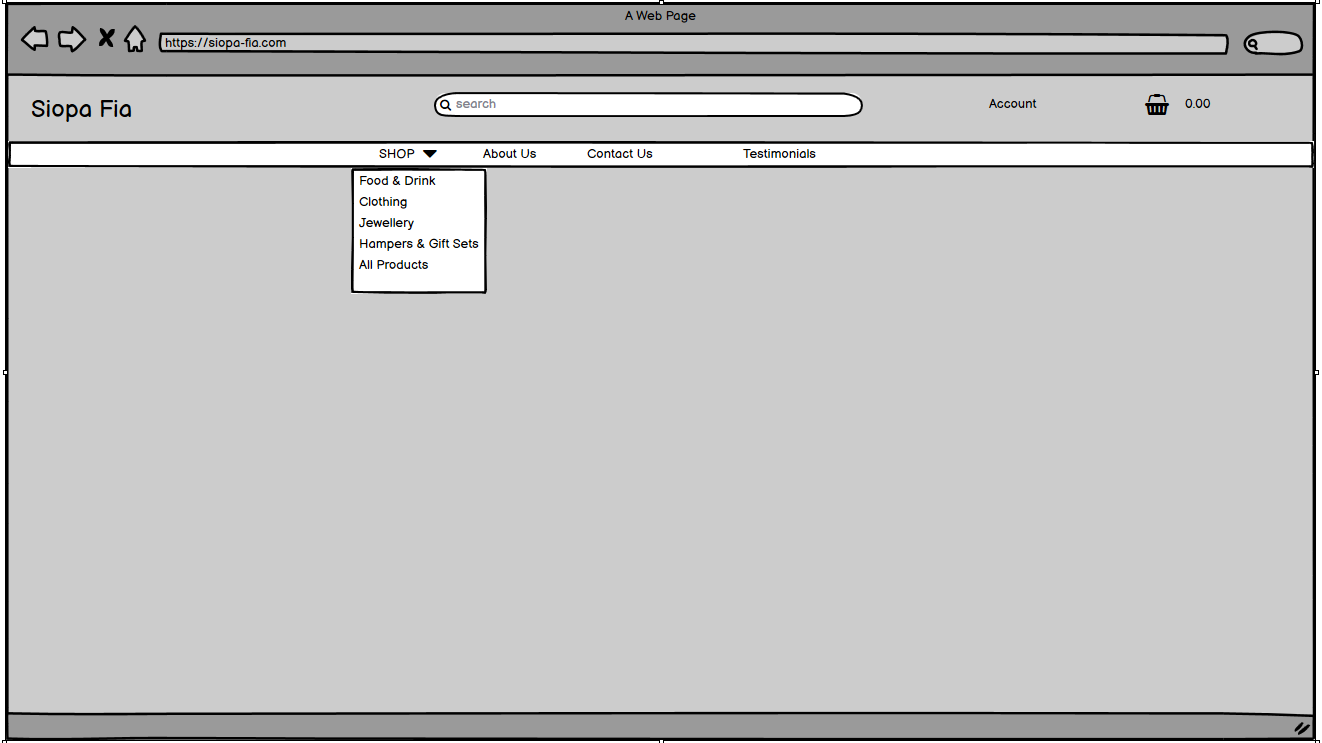 A Web Page
https://siopa-fia.com
Siopa Fia
search
Account
0.00
SHOP
About Us
Contact Us
Testimonials
Food & Drink
Clothing
Jewellery
Hampers & Gift Sets
All Products